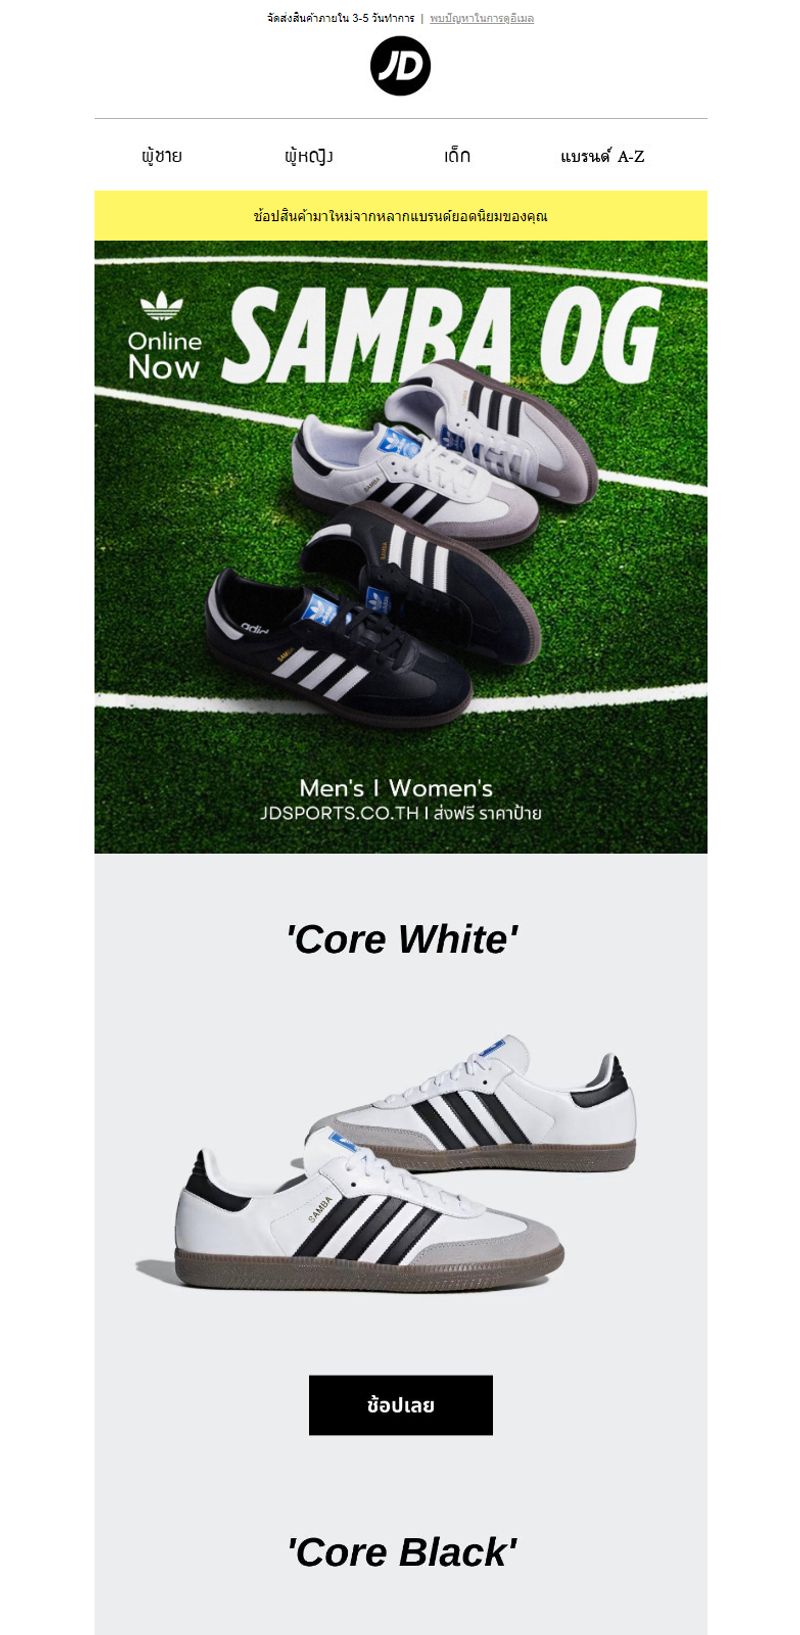 จัดส่งสินค้าภายใน 3-5 วันทำการ | พบปัญหาในการดูอีเมล
JD
ผู้ชาย ผู้หญิง เด็ก แบรนด์ A-Z
ช้อปสินค้ามาใหม่จากหลากแบรนด์ยอดนิยมของคุณ
SAMBA OG
Online
Now
SAMBA
SAMBA
adidas
SAMBA
Men's I Women's
JDSPORTS.CO.TH I ส่งฟรี ราคาป้าย
'Core White'
SAMBA
ช้อปเลย
'Core Black'